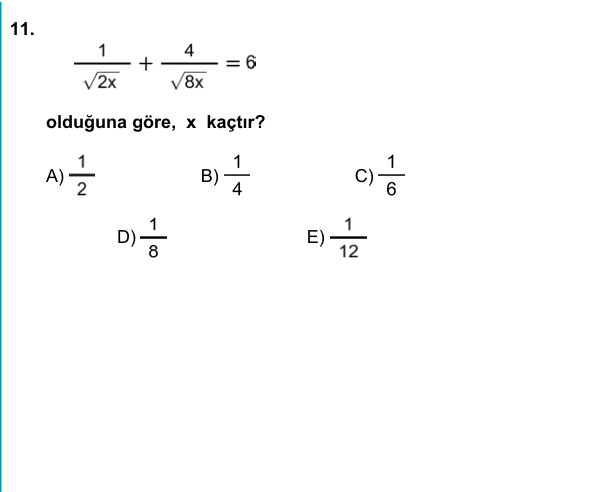 11.
1/√2x + 4/√8x = 6
olduğuna göre, x kaçtır?
A) 1/2 B) 1/4 C) 1/6
D) 1/8 E) 1/12